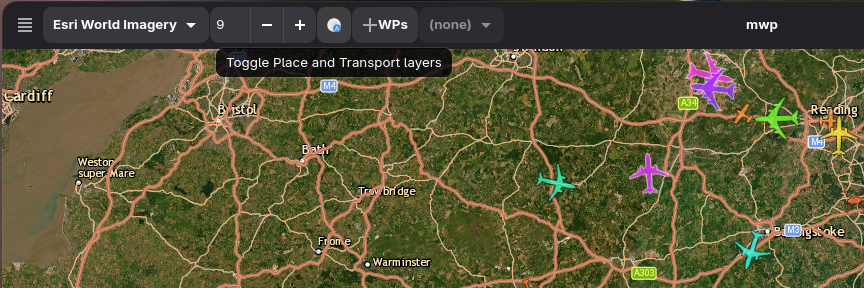 Esri World Imagery
9
− +
+WPs
(none)
mwp
Toggle Place and Transport layers
Cardiff
M4
A34
Bristol
Reading
M4
Bath
Weston
super Mare
Trowbridge
Frome
M3
Basingstoke
Warminster
A303